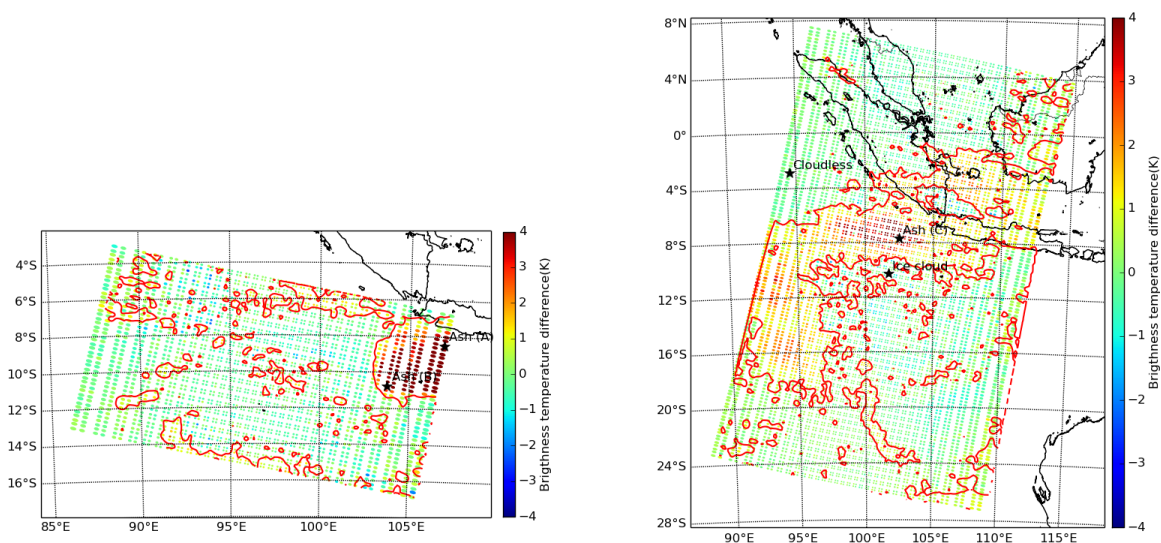 4°S
6°S
8°S
10°S
12°S
14°S
16°S
85°E
90°E
95°E
100°E
105°E
Ash (A)
Ash (B)
4
3
2
1
0
−1
−2
−3
−4
Brigthness temperature difference(K)
8°N
4°N
0°
4°S
8°S
12°S
16°S
20°S
24°S
28°S
90°E
95°E
100°E
105°E
110°E
115°E
Cloudless
Ash (C)
Ice cloud
4
3
2
1
0
−1
−2
−3
−4
Brigthness temperature difference(K)